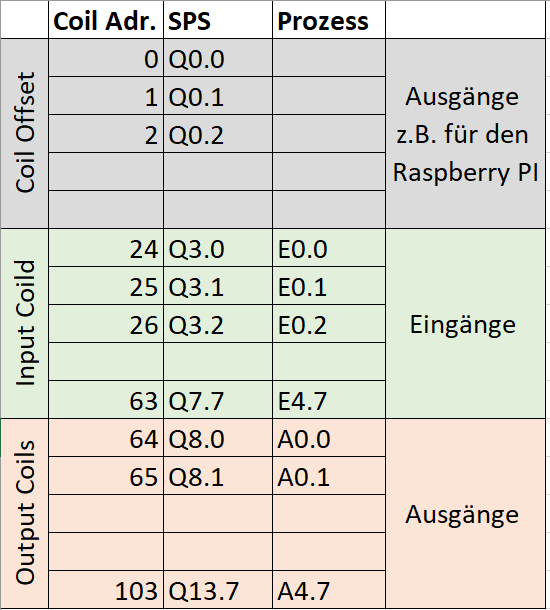 Coil Adr. SPS Prozess
Coil Offset
0 Q0.0
1 Q0.1
2 Q0.2
Ausgänge
z.B. für den
Raspberry PI
Input Coild
24 Q3.0 E0.0
25 Q3.1 E0.1
26 Q3.2 E0.2
63 Q7.7 E4.7
Eingänge
Output Coils
64 Q8.0 A0.0
65 Q8.1 A0.1
103 Q13.7 A4.7
Ausgänge